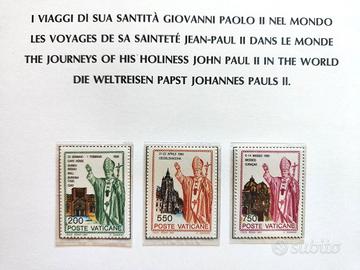 I VIAGGI DI SUA SANTITÀ GIOVANNI PAOLO II NEL MONDO
LES VOYAGES DE SA SAINTETÉ JEAN-PAUL II DANS LE MONDE
THE JOURNEYS OF HIS HOLINESS JOHN PAUL II IN THE WORLD
DIE WELTREISEN PAPST JOHANNES PAULS II.
200
POSTE VATICANE
550
POSTE VATICANE
750
POSTE VATICANE
subito